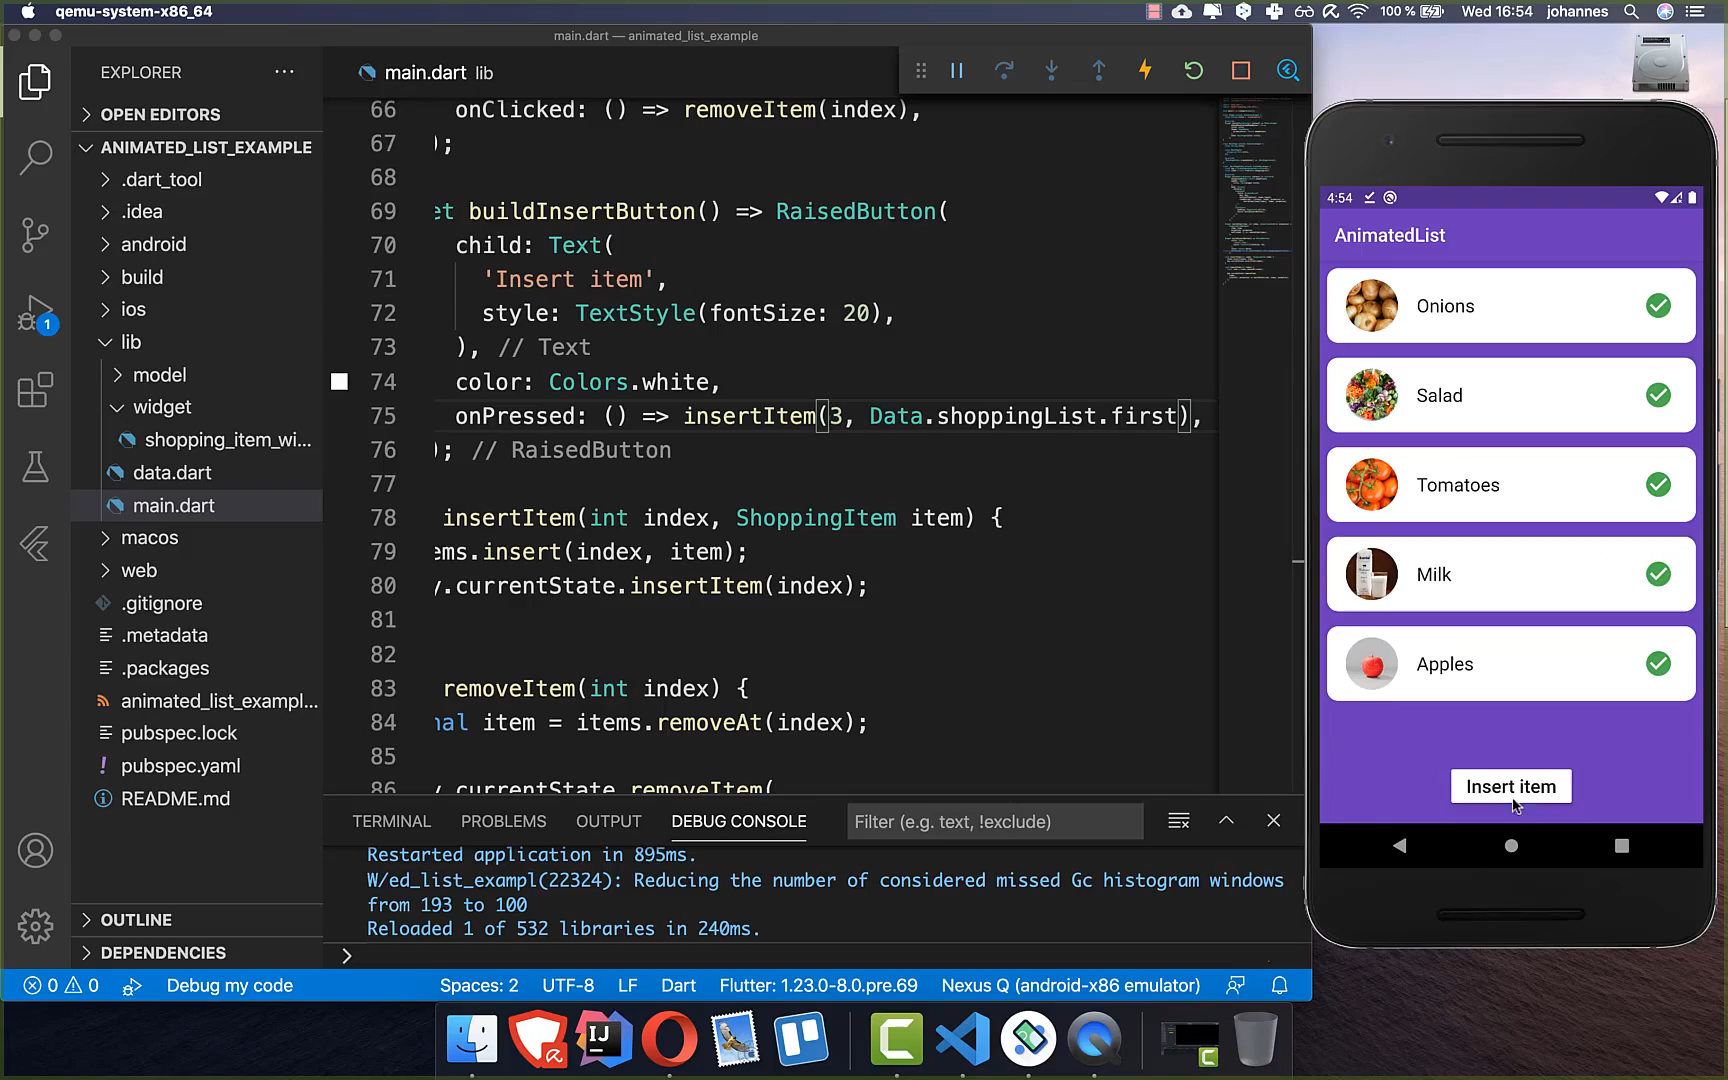 qemu-system-x86_64
100 %
Wed 16:54
johannes
main.dart — animated_list_example
EXPLORER
main.dart lib
OPEN EDITORS
ANIMATED_LIST_EXAMPLE
.dart_tool
.idea
android
build
ios
lib
model
widget
shopping_item_wi...
data.dart
main.dart
macos
web
.gitignore
.metadata
.packages
animated_list_exampl...
pubspec.lock
pubspec.yaml
README.md
OUTLINE
DEPENDENCIES
1
66 onClicked: () => removeItem(index),
67 );
68
69 et buildInsertButton() => RaisedButton(
70 child: Text(
71 'Insert item',
72 style: TextStyle(fontSize: 20),
73 ), // Text
74 color: Colors.white,
75 onPressed: () => insertItem(3, Data.shoppingList.first),
76 ); // RaisedButton
77
78 insertItem(int index, ShoppingItem item) {
79 ems.insert(index, item);
80 y.currentState.insertItem(index);
81
82
83 removeItem(int index) {
84 nal item = items.removeAt(index);
85
86 y.currentState.removeItem(
TERMINAL PROBLEMS OUTPUT DEBUG CONSOLE
Filter (e.g. text, !exclude)
Restarted application in 895ms.
W/ed_list_exampl(22324): Reducing the number of considered missed Gc histogram windows
from 193 to 100
Reloaded 1 of 532 libraries in 240ms.
0 0 Debug my code
Spaces: 2 UTF-8 LF Dart Flutter: 1.23.0-8.0.pre.69 Nexus Q (android-x86 emulator)
4:54
AnimatedList
Onions
Salad
Tomatoes
Milk
Apples
Insert item
IJ